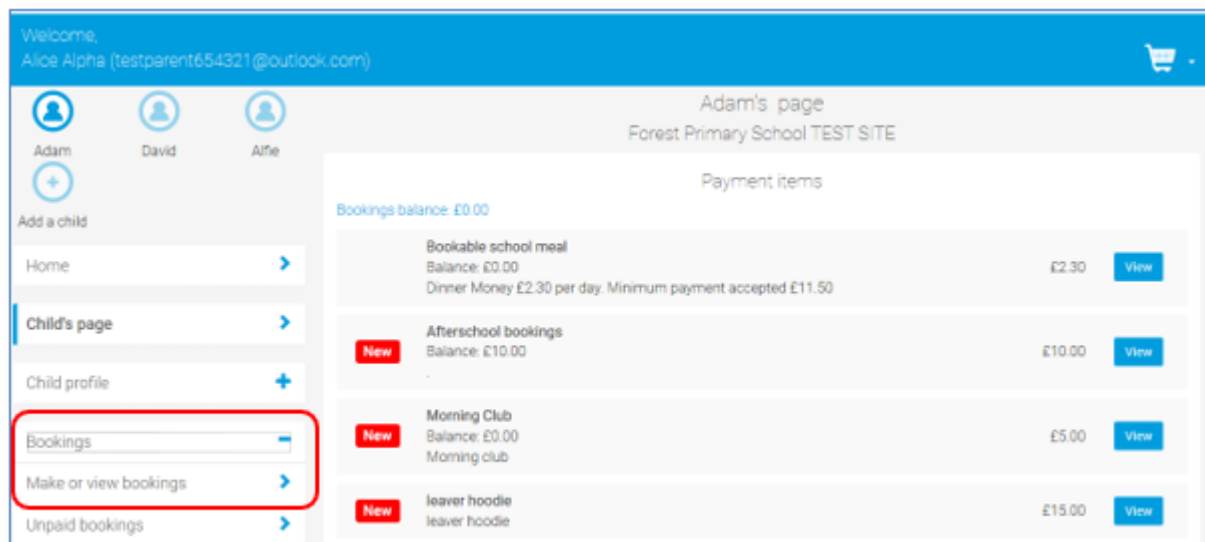 Welcome,
Alice Alpha (testparent654321@outlook.com)
Adam
David
Alfie
Add a child
Home
Child's page
Child profile
Bookings
Make or view bookings
Unpaid bookings
Adam's page
Forest Primary School TEST SITE
Payment items
Bookings balance: £0.00
Bookable school meal
Balance: £0.00
£2.30 View
Dinner Money £2.30 per day. Minimum payment accepted £11.50
Afterschool bookings
New Balance: £10.00 £10.00 View
.
Morning Club
New Balance: £0.00 £5.00 View
Morning club
leaver hoodie
New leaver hoodie £15.00 View